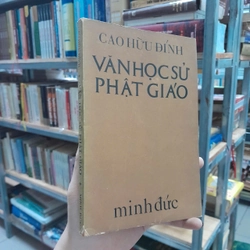 CAO HỮU ĐÍNH
VĂN HỌC SỬ
PHẬT GIÁO
minh đức